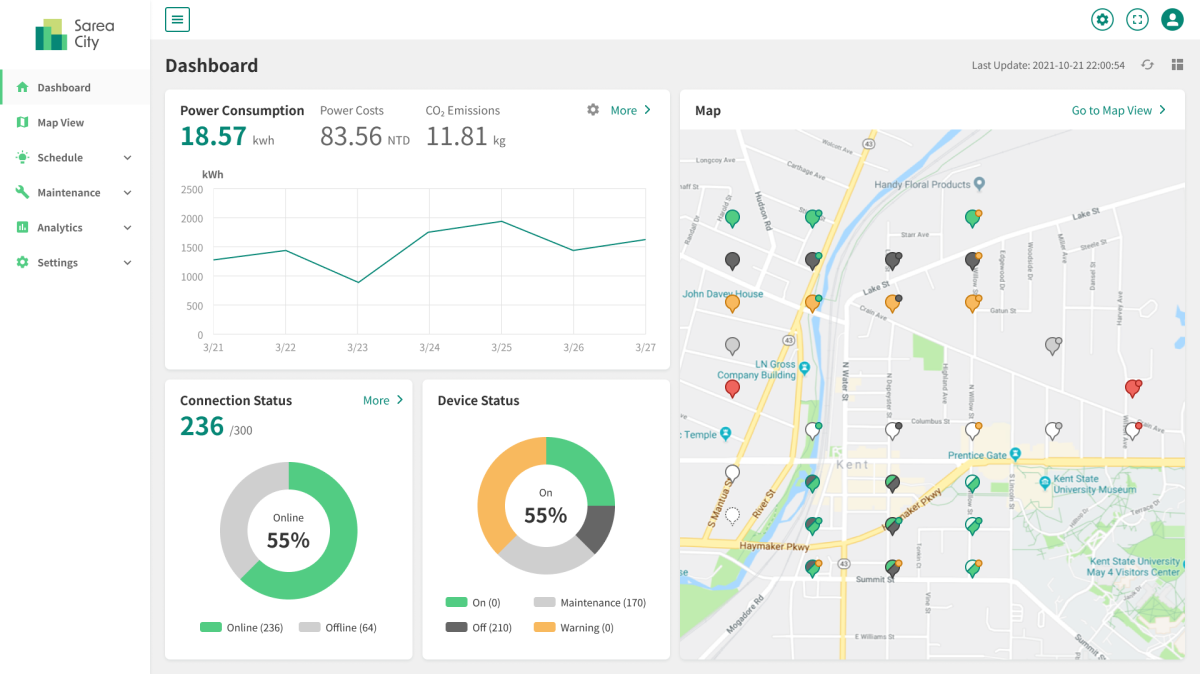 Sarea
City
Dashboard
Map View
Schedule
Maintenance
Analytics
Settings
Dashboard
Last Update: 2021-10-21 22:00:54
Power Consumption
18.57 kwh
Power Costs
83.56 NTD
CO₂ Emissions
11.81 kg
More
kWh
2500
2000
1500
1000
500
0
3/21 3/22 3/23 3/24 3/25 3/26 3/27
Connection Status
More
236 /300
Online
55%
Online (236) Offline (64)
Device Status
On
55%
On (0) Maintenance (170)
Off (210) Warning (0)
Map
Go to Map View
43
Wolcott Ave
Longcoy Ave
Carthage Ave
Handy Floral Products
Harold St
Randall Dr
Hudson Rd
Lake St
Starr Ave
Miller Ave
Steele St
Woodside Dr
Edgewood Dr
Dansel St
Harvey Ave
John Davey House
Lake St
Crain Ave
Gatun St
43
LN Gross
Company Building
N Water St
N Depeyster St
Highland Ave
N Willow St
Columbus St
Temple
Kent
Prentice Gate
Kent State
University Museum
S Lincoln St
S Mantua St
River St
Haymaker Pkwy
Terrace Dr
Haymaker Pkwy
43
Summit St
Kent State University
May 4 Visitors Center
Mogadore Rd
Vine St
E Williams St
Summit St